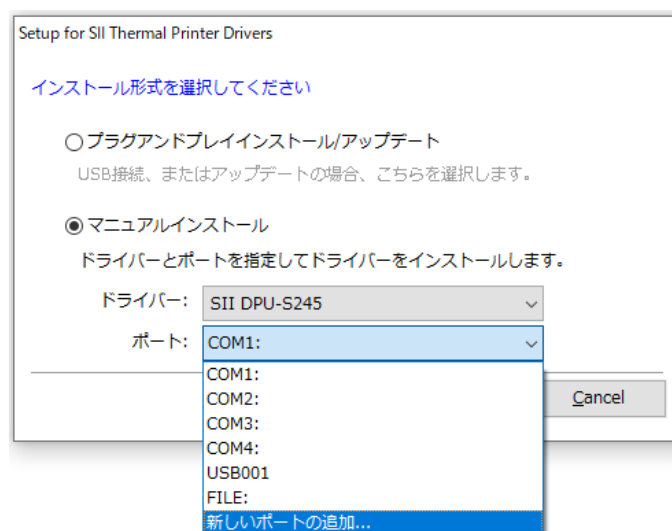 Setup for SII Thermal Printer Drivers
インストール形式を選択してください
プラグアンドプレイインストール/アップデート
USB接続、またはアップデートの場合、こちらを選択します。
マニュアルインストール
ドライバーとポートを指定してドライバーをインストールします。
ドライバー: SII DPU-S245
ポート: COM1:
COM1:
COM2:
Cancel
COM3:
COM4:
USB001
FILE:
新しいポートの追加...